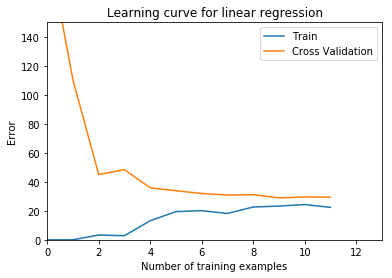 Learning curve for linear regression
Train
Cross Validation
140
120
100
80
60
40
20
0
Error
0 2 4 6 8 10 12
Number of training examples